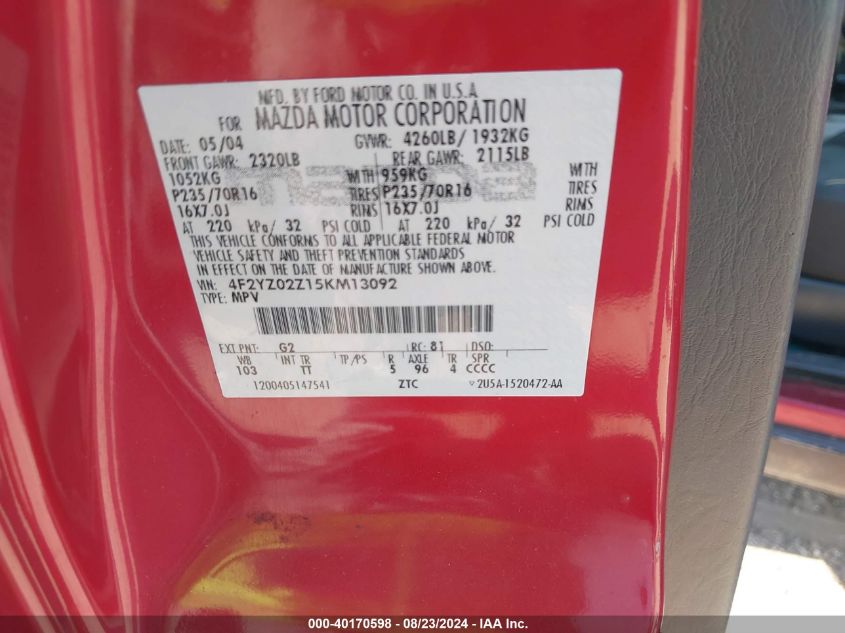 MFD. BY FORD MOTOR CO. IN U.S.A
FOR MAZDA MOTOR CORPORATION
DATE: 05/04 GVWR: 4260LB/ 1932KG
FRONT GAWR: 2320LB REAR GAWR: 2115LB
1052KG WITH 959KG WITH
P235/70R16 TIRES P235/70R16 TIRES
16X7.0J RIMS 16X7.0J RIMS
AT 220 kPa/ 32 PSI COLD AT 220 kPa/ 32 PSI COLD
THIS VEHICLE CONFORMS TO ALL APPLICABLE FEDERAL MOTOR
VEHICLE SAFETY AND THEFT PREVENTION STANDARDS
IN EFFECT ON THE DATE OF MANUFACTURE SHOWN ABOVE.
VIN: 4F2YZ02Z15KM13092
TYPE: MPV
EXT PNT: G2 RC: 81 DSO:
WB INT TR TP/PS R AXLE TR SPR
103 TT 5 96 4 CCCC
1200405147541 ZTC 2U5A-1520472-AA
000-40170598 - 08/23/2024 - US.IAAI.COM